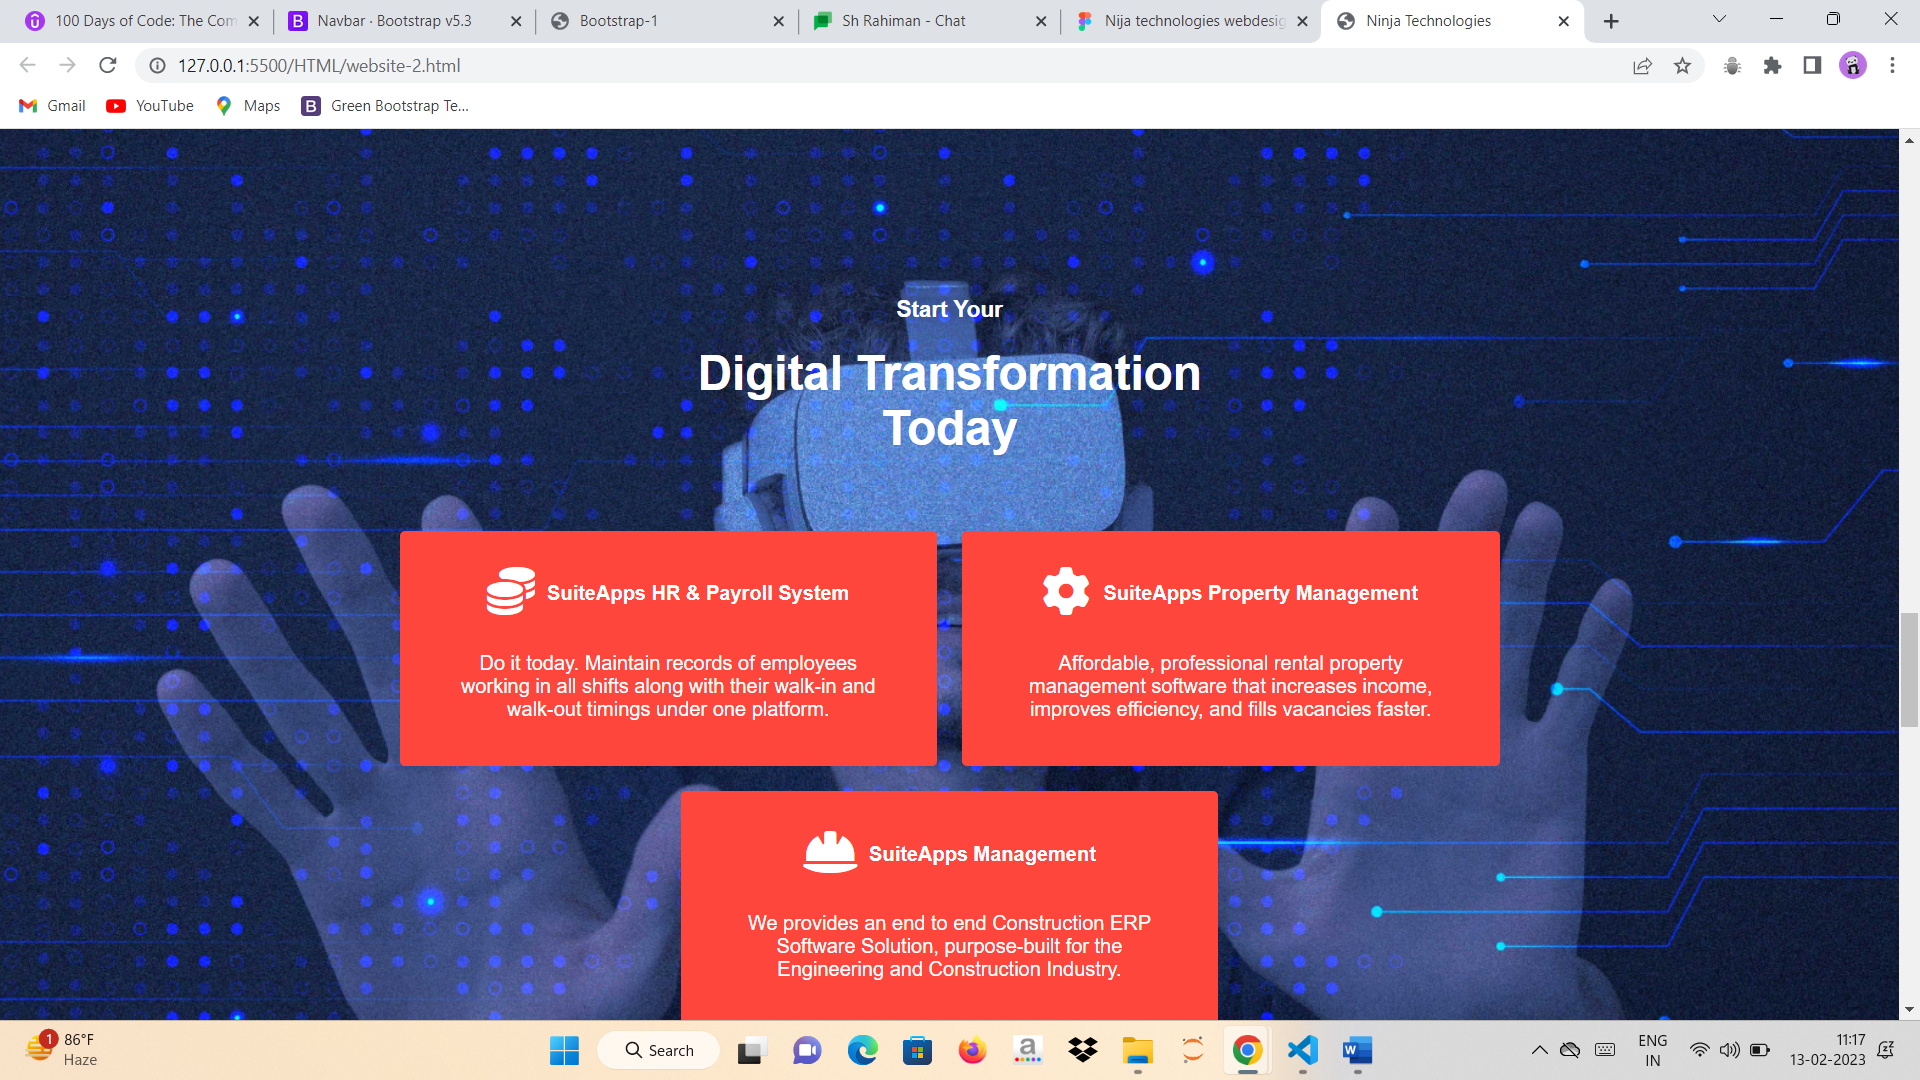 100 Days of Code: The Com
Navbar · Bootstrap v5.3
Bootstrap-1
Sh Rahiman - Chat
Nija technologies webdesig
Ninja Technologies
127.0.0.1:5500/HTML/website-2.html
Gmail
YouTube
Maps
B
Green Bootstrap Te...
Start Your
Digital Transformation
Today
SuiteApps HR & Payroll System
Do it today. Maintain records of employees
working in all shifts along with their walk-in and
walk-out timings under one platform.
SuiteApps Property Management
Affordable, professional rental property
management software that increases income,
improves efficiency, and fills vacancies faster.
SuiteApps Management
We provides an end to end Construction ERP
Software Solution, purpose-built for the
Engineering and Construction Industry.
1
86°F
Haze
Search
ENG
IN
11:17
13-02-2023